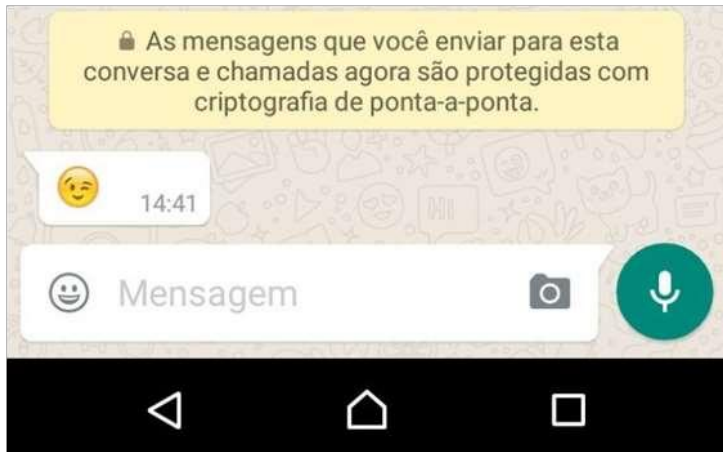 As mensagens que você enviar para esta
conversa e chamadas agora são protegidas com
criptografia de ponta-a-ponta.
14:41
Mensagem